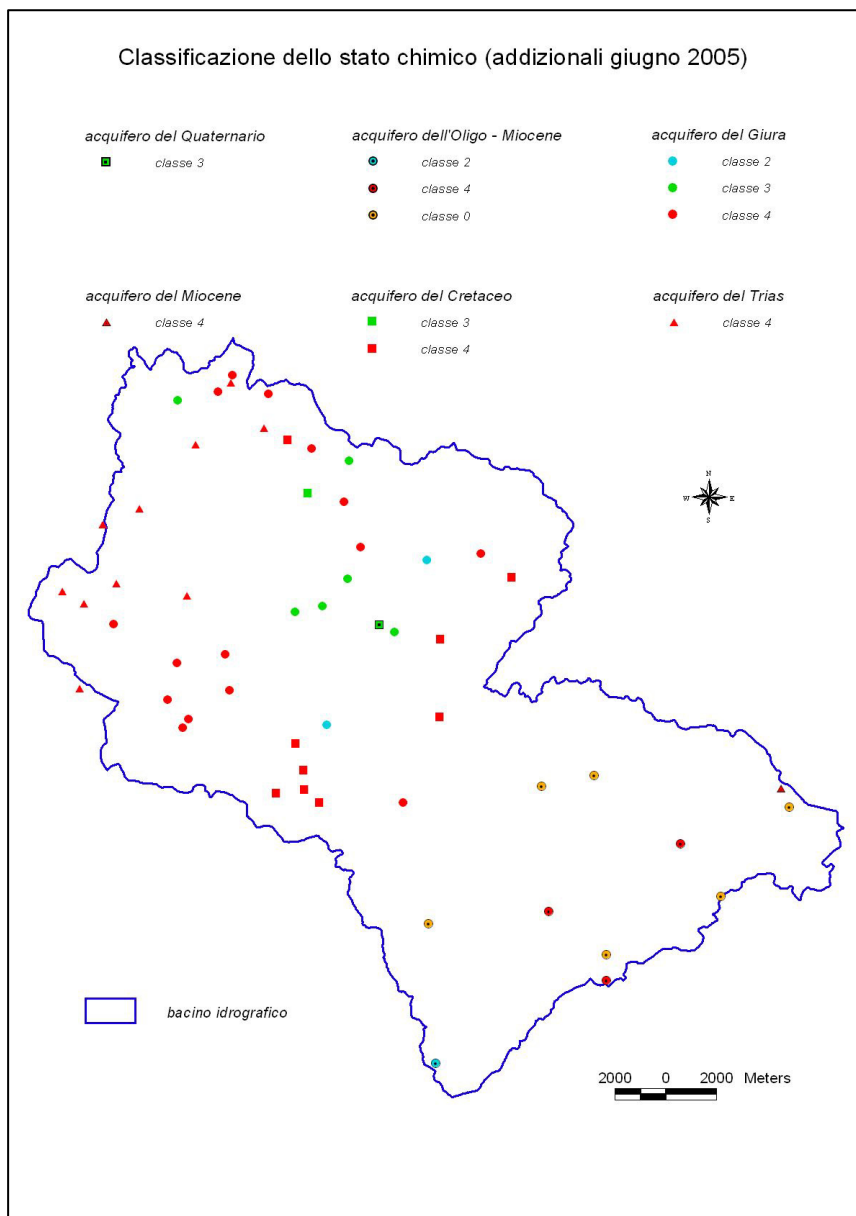 Classificazione dello stato chimico (addizionali giugno 2005)
acquifero del Quaternario
classe 3
acquifero dell'Oligo - Miocene
classe 2
classe 4
classe 0
acquifero del Giura
classe 2
classe 3
classe 4
acquifero del Miocene
classe 4
acquifero del Cretaceo
classe 3
classe 4
acquifero del Trias
classe 4
N
W E
S
bacino idrografico
2000 0 2000 Meters